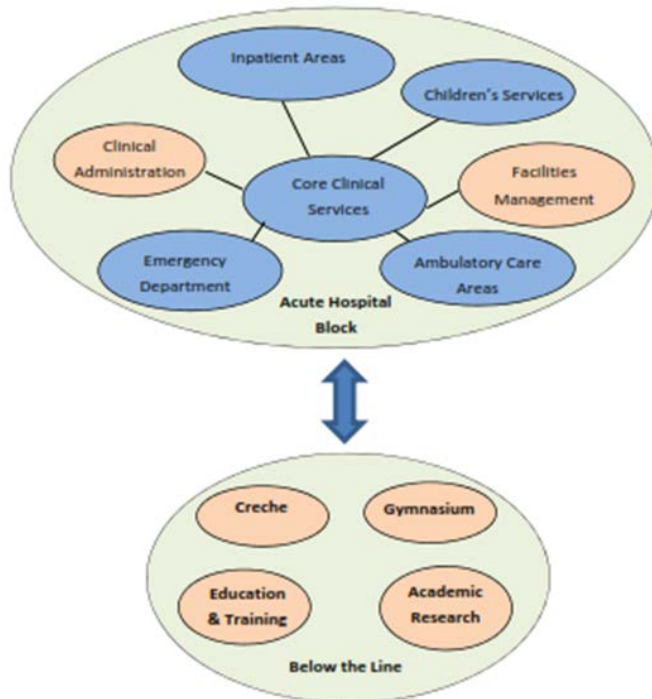 Inpatient Areas
Children's Services
Clinical
Administration
Core Clinical
Services
Facilities
Management
Emergency
Department
Ambulatory Care
Areas
Acute Hospital
Block
Creche
Gymnasium
Education
& Training
Academic
Research
Below the Line